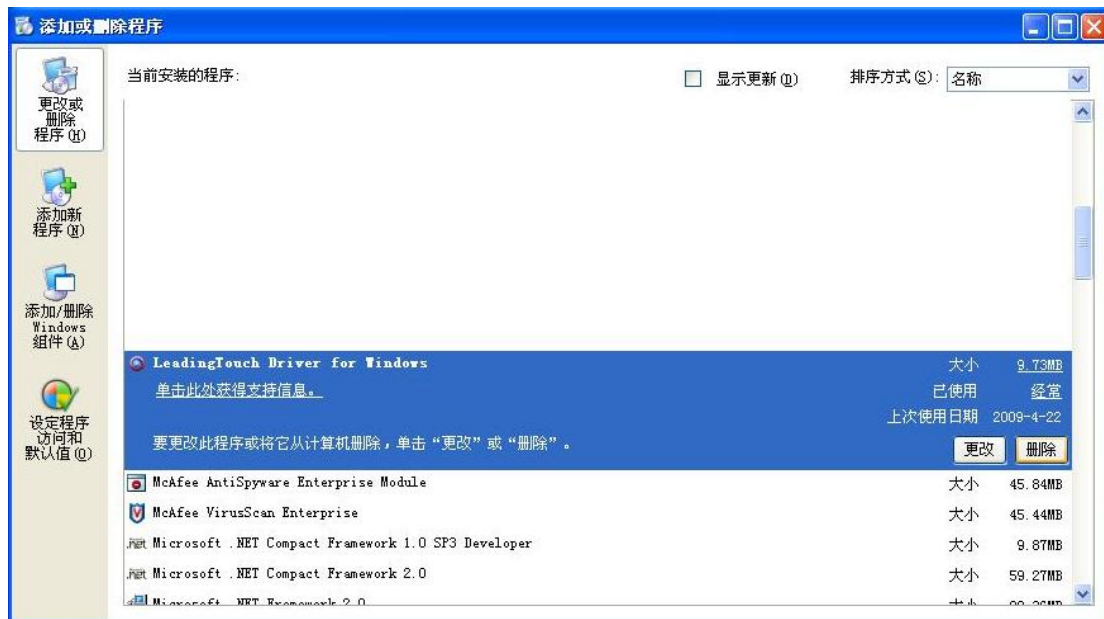 添加或删除程序
更改或
删除
程序(H)
添加新
程序(N)
添加/删除
Windows
组件(A)
设定程序
访问和
默认值(O)
当前安装的程序:
显示更新(D)
排序方式(S): 名称
LeadingTouch Driver for Windows 大小 9.73MB
单击此处获得支持信息。 已使用 经常
上次使用日期 2009-4-22
要更改此程序或将它从计算机删除，单击“更改”或“删除”。 更改 删除
McAfee AntiSpyware Enterprise Module 大小 45.84MB
McAfee VirusScan Enterprise 大小 45.44MB
Microsoft .NET Compact Framework 1.0 SP3 Developer 大小 9.87MB
Microsoft .NET Compact Framework 2.0 大小 59.27MB
Microsoft .NET Framework 2.0 大小